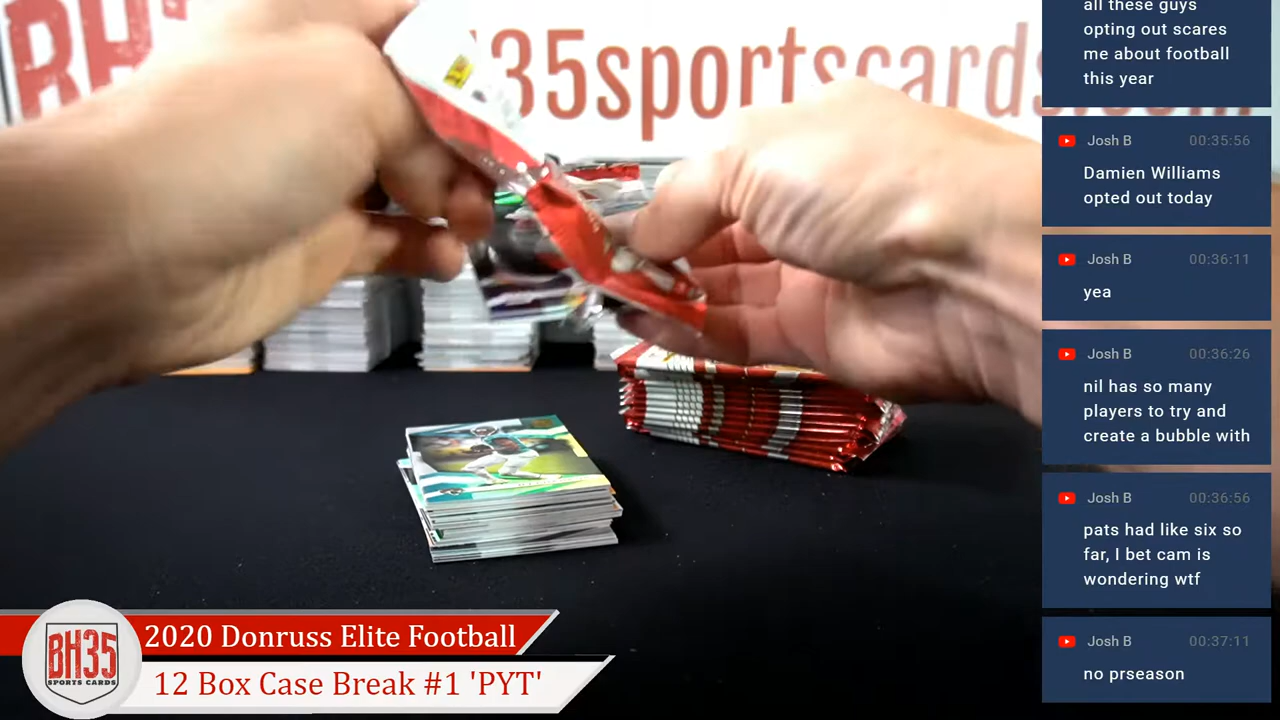 BH35
35sportscards.com
all these guys
opting out scares
me about football
this year
Josh B 00:35:56
Damien Williams
opted out today
Josh B 00:36:11
yea
Josh B 00:36:26
nil has so many
players to try and
create a bubble with
Josh B 00:36:56
pats had like six so
far, I bet cam is
wondering wtf
Josh B 00:37:11
no prseason
BH35
SPORTS CARDS
2020 Donruss Elite Football
12 Box Case Break #1 'PYT'